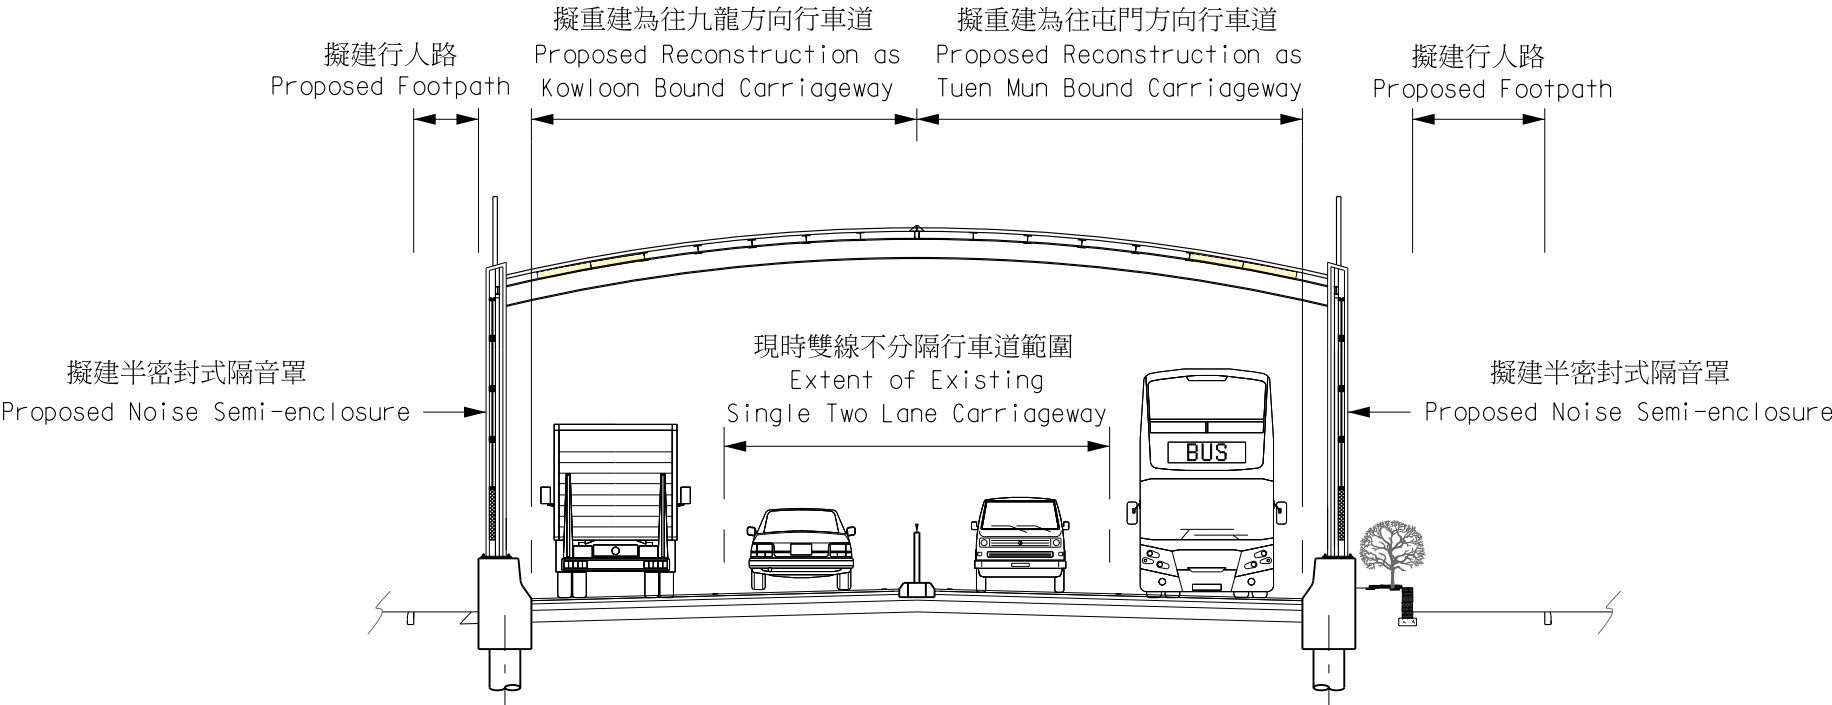 擬建行人路
Proposed Footpath
擬重建為往九龍方向行車道
Proposed Reconstruction as
Kowloon Bound Carriageway
擬重建為往屯門方向行車道
Proposed Reconstruction as
Tuen Mun Bound Carriageway
擬建行人路
Proposed Footpath
擬建半密封式隔音罩
Proposed Noise Semi-enclosure
現時雙線不分隔行車道範圍
Extent of Existing
Single Two Lane Carriageway
擬建半密封式隔音罩
Proposed Noise Semi-enclosure
BUS